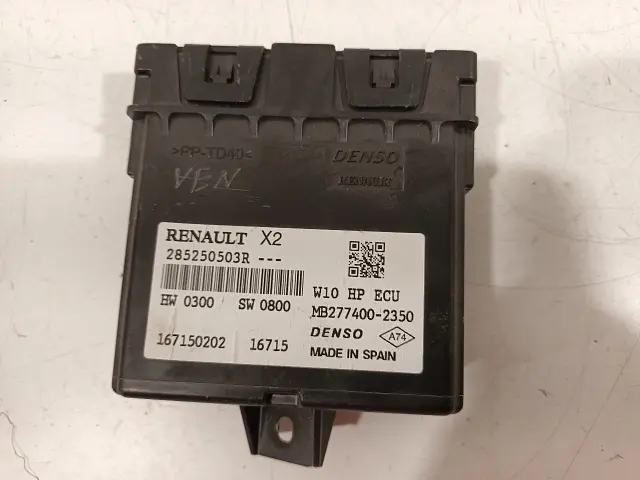 >PP-TD40<
DENSO
RENAULT
VEN
RENAULT X2
285250503R ---
W10 HP ECU
HW 0300 SW 0800
MB277400-2350
DENSO
A74
167150202 16715
MADE IN SPAIN